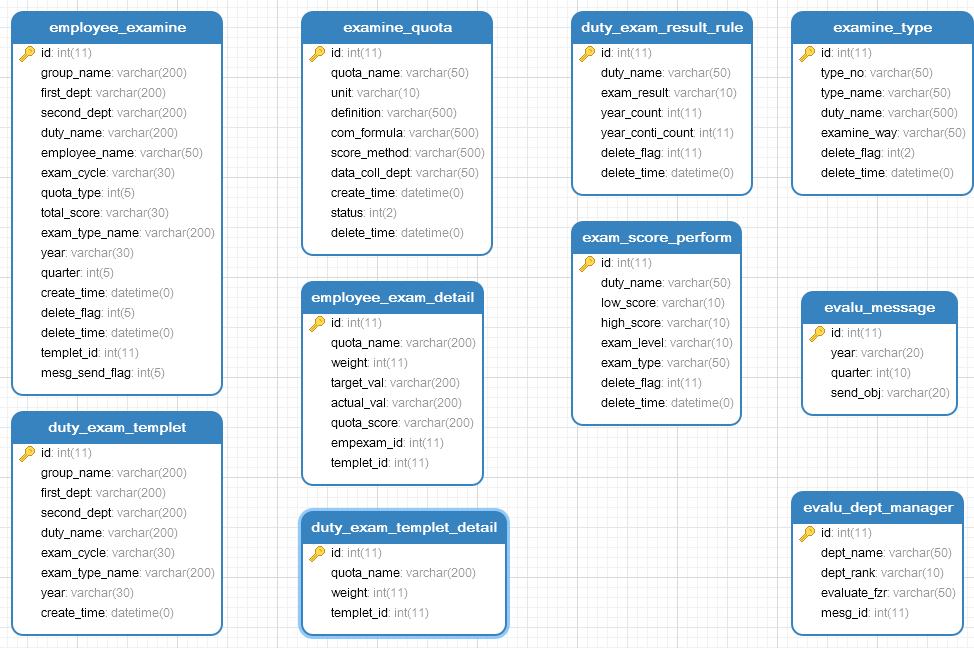 employee_examine
id: int(11)
group_name: varchar(200)
first_dept: varchar(200)
second_dept: varchar(200)
duty_name: varchar(200)
employee_name: varchar(50)
exam_cycle: varchar(30)
quota_type: int(5)
total_score: varchar(30)
exam_type_name: varchar(200)
year: varchar(30)
quarter: int(5)
create_time: datetime(0)
delete_flag: int(5)
delete_time: datetime(0)
templet_id: int(11)
mesg_send_flag: int(5)
duty_exam_templet
id: int(11)
group_name: varchar(200)
first_dept: varchar(200)
second_dept: varchar(200)
duty_name: varchar(200)
exam_cycle: varchar(30)
exam_type_name: varchar(200)
year: varchar(30)
create_time: datetime(0)
examine_quota
id: int(11)
quota_name: varchar(50)
unit: varchar(10)
definition: varchar(500)
com_formula: varchar(500)
score_method: varchar(500)
data_coll_dept: varchar(50)
create_time: datetime(0)
status: int(2)
delete_time: datetime(0)
employee_exam_detail
id: int(11)
quota_name: varchar(200)
weight: int(11)
target_val: varchar(200)
actual_val: varchar(200)
quota_score: varchar(200)
empexam_id: int(11)
templet_id: int(11)
duty_exam_templet_detail
id: int(11)
quota_name: varchar(200)
weight: int(11)
templet_id: int(11)
duty_exam_result_rule
id: int(11)
duty_name: varchar(50)
exam_result: varchar(10)
year_count: int(11)
year_conti_count: int(11)
delete_flag: int(11)
delete_time: datetime(0)
exam_score_perform
id: int(11)
duty_name: varchar(50)
low_score: varchar(10)
high_score: varchar(10)
exam_level: varchar(10)
exam_type: varchar(50)
delete_flag: int(11)
delete_time: datetime(0)
examine_type
id: int(11)
type_no: varchar(50)
type_name: varchar(50)
duty_name: varchar(500)
examine_way: varchar(50)
delete_flag: int(2)
delete_time: datetime(0)
evalu_message
id: int(11)
year: varchar(20)
quarter: int(10)
send_obj: varchar(20)
evalu_dept_manager
id: int(11)
dept_name: varchar(50)
dept_rank: varchar(10)
evaluate_fzr: varchar(50)
mesg_id: int(11)